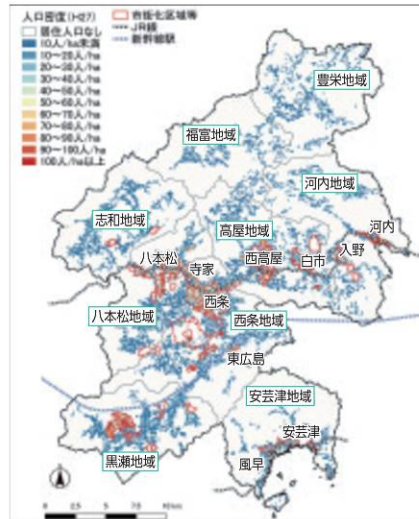 人口密度(H27)
居住人口なし
10人/ha未満
10～20人/ha
20～30人/ha
30～40人/ha
40～50人/ha
50～60人/ha
60～70人/ha
70～80人/ha
80～90人/ha
90～100人/ha
100人/ha以上
市街化区域等
JR線
新幹線駅
豊栄地域
福富地域
河内地域
志和地域
高屋地域
河内
八本松
寺家
西高屋
白市
入野
西条
八本松地域
西条地域
東広島
安芸津地域
安芸津
黒瀬地域
風早
0 2.5 5 7.5 10 km